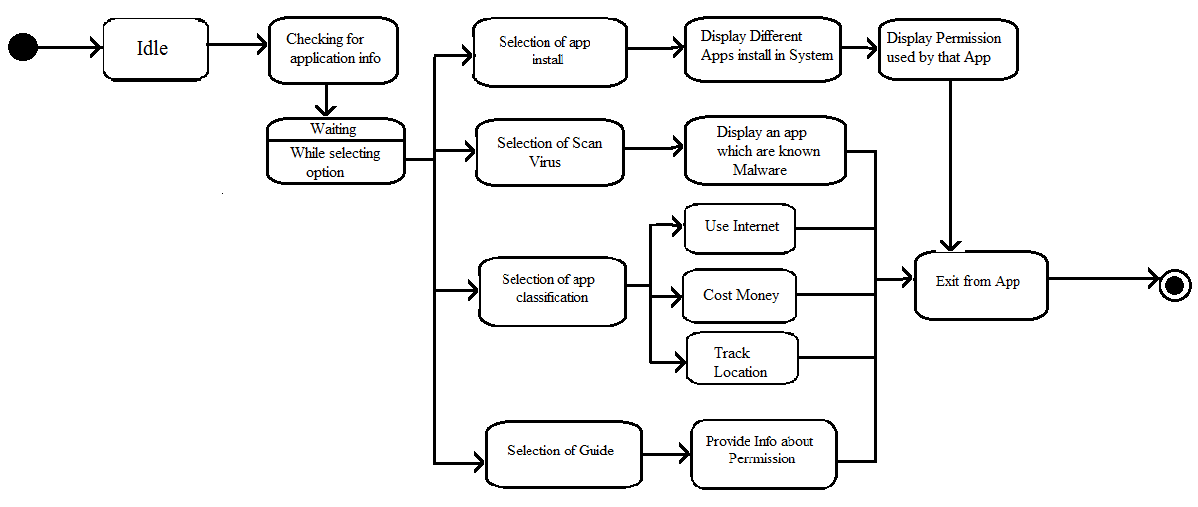 Idle
Checking for
application info
Waiting
While selecting
option
Selection of app
install
Display Different
Apps install in System
Display Permission
used by that App
Selection of Scan
Virus
Display an app
which are known
Malware
Selection of app
classification
Use Internet
Cost Money
Track
Location
Selection of Guide
Provide Info about
Permission
Exit from App